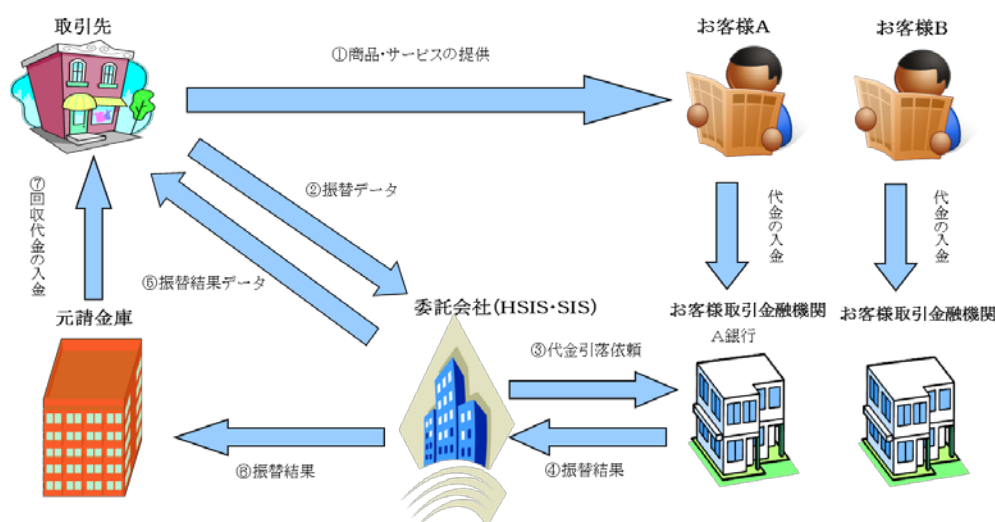 取引先
お客様A
お客様B
①商品・サービスの提供
②振替データ
⑦回収代金の入金
代金の入金
代金の入金
⑤振替結果データ
元請金庫
委託会社(HSIS・SIS)
お客様取引金融機関
お客様取引金融機関
A銀行
③代金引落依頼
⑥振替結果
④振替結果